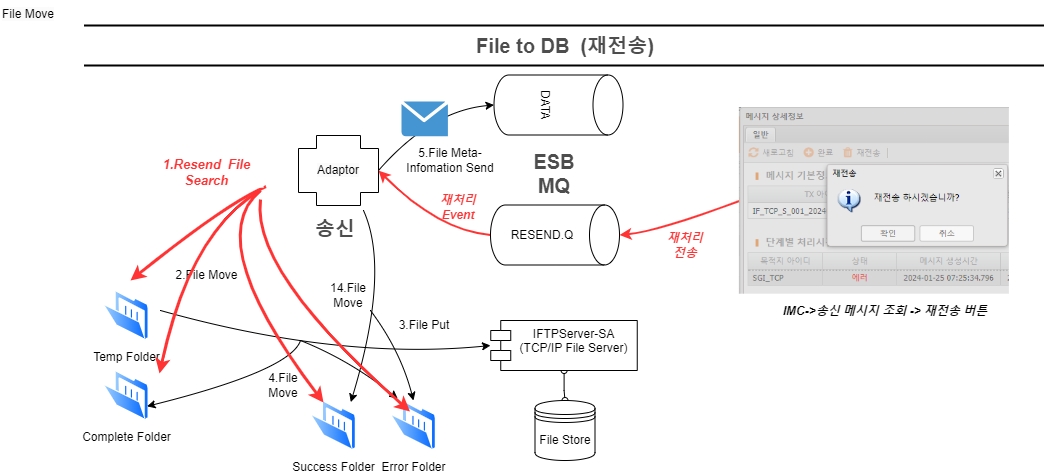 File Move
File to DB (재전송)
DATA
5.File Meta-
Infomation Send
ESB
MQ
Adaptor
송신
1.Resend File
Search
재처리
Event
RESEND.Q
재처리
전송
메시지 상세정보
일반
새로고침 완료 재전송
메시지 기본정
TX 아
IF_TCP_S_001_2024
재전송
재전송 하시겠습니까?
확인 취소
단계별 처리시
목적지 아이디 상태 메시지 생성시간
SGI_TCP 에러 2024-01-25 07:25:34.796
IMC->송신 메시지 조회 -> 재전송 버튼
2.File Move
14.File
Move
3.File Put
IFTPServer-SA
(TCP/IP File Server)
Temp Folder
4.File
Move
Complete Folder
File Store
Success Folder
Error Folder